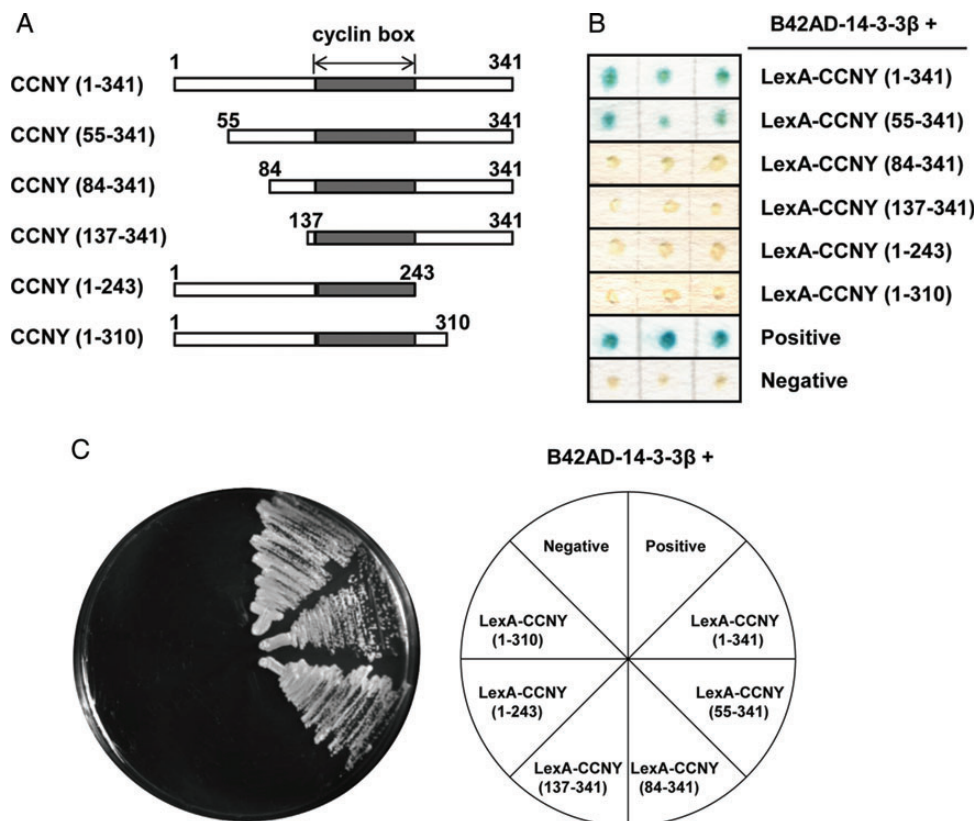 A
cyclin box
1 341
CCNY (1-341)
55 341
CCNY (55-341)
84 341
CCNY (84-341)
137 341
CCNY (137-341)
1 243
CCNY (1-243)
1 310
CCNY (1-310)
B
B42AD-14-3-3β +
LexA-CCNY (1-341)
LexA-CCNY (55-341)
LexA-CCNY (84-341)
LexA-CCNY (137-341)
LexA-CCNY (1-243)
LexA-CCNY (1-310)
Positive
Negative
C
B42AD-14-3-3β +
Negative Positive
LexA-CCNY
(1-310)
LexA-CCNY
(1-341)
LexA-CCNY
(1-243)
LexA-CCNY
(55-341)
LexA-CCNY
(137-341)
LexA-CCNY
(84-341)